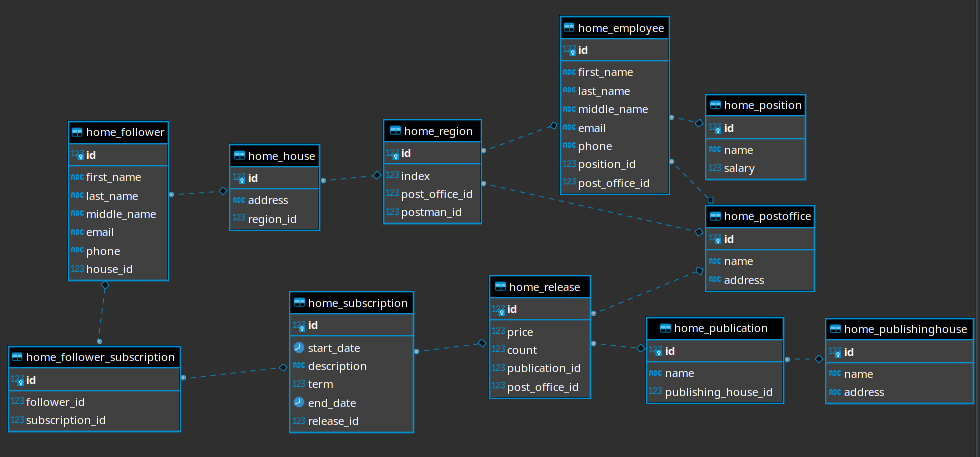 home_employee
id
first_name
last_name
middle_name
email
phone
position_id
post_office_id
home_position
id
name
salary
home_follower
id
first_name
last_name
middle_name
email
phone
house_id
home_house
id
address
region_id
home_region
id
index
post_office_id
postman_id
home_postoffice
id
name
address
home_release
id
price
count
publication_id
post_office_id
home_subscription
id
start_date
description
term
end_date
release_id
home_publication
id
name
publishing_house_id
home_publishinghouse
id
name
address
home_follower_subscription
id
follower_id
subscription_id